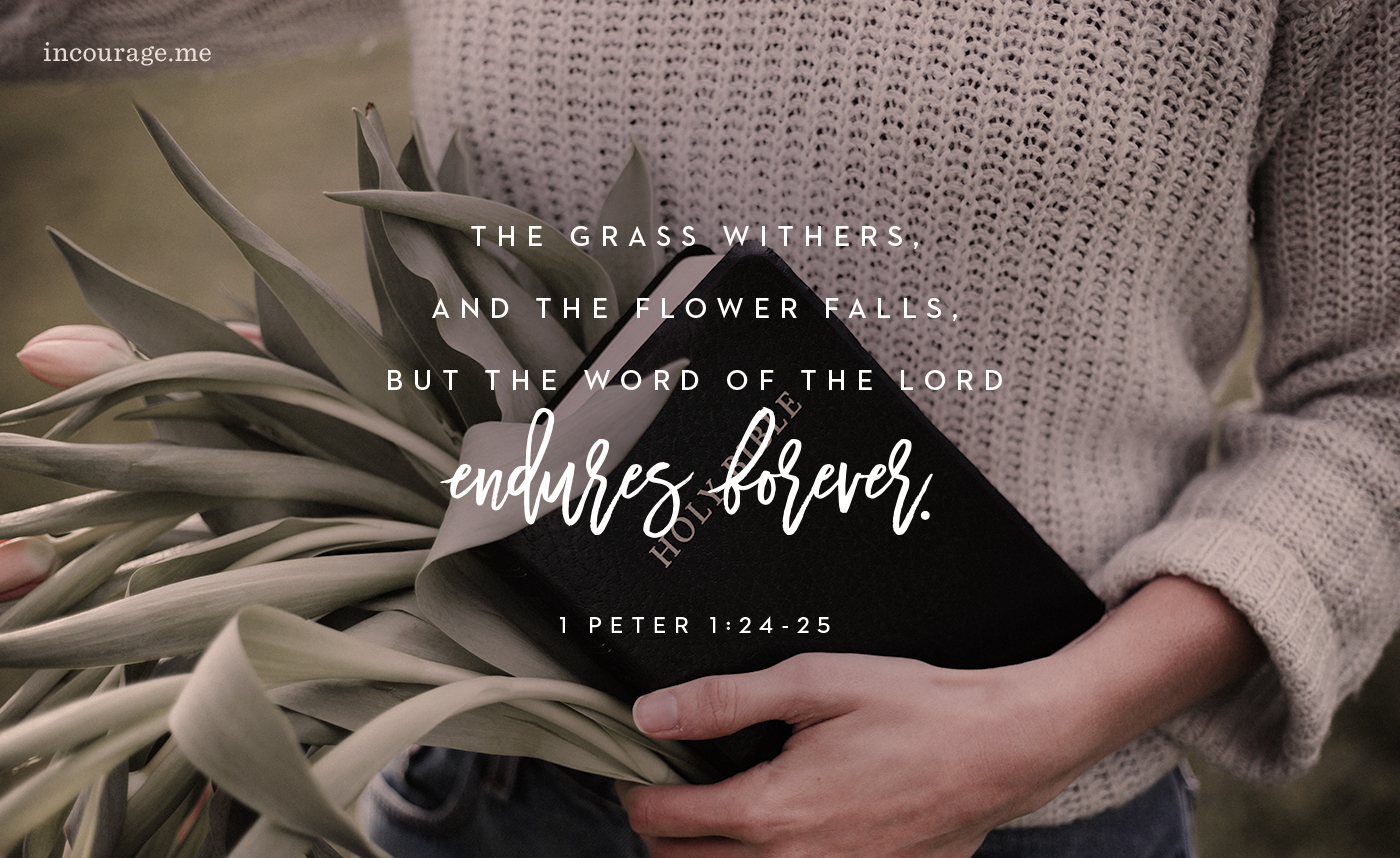 incourage.me
THE GRASS WITHERS,
AND THE FLOWER FALLS,
BUT THE WORD OF THE LORD
endures forever.
HOLY BIBLE
1 PETER 1:24-25